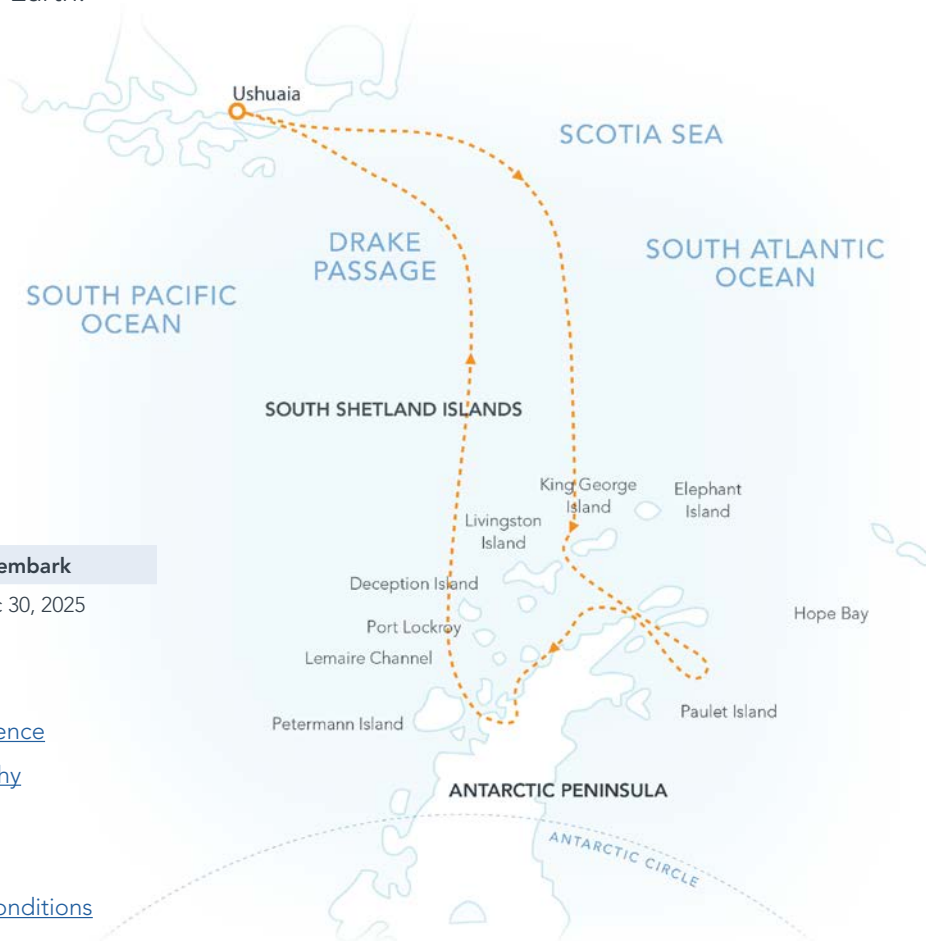 Earth.
Ushuaia
SCOTIA SEA
DRAKE
PASSAGE
SOUTH ATLANTIC
OCEAN
SOUTH PACIFIC
OCEAN
SOUTH SHETLAND ISLANDS
King George
Island
Elephant
Island
Livingston
Island
embark
30, 2025
Deception Island
Hope Bay
Port Lockroy
Lemaire Channel
Paulet Island
Petermann Island
ence
hy
ANTARCTIC PENINSULA
ANTARCTIC CIRCLE
onditions